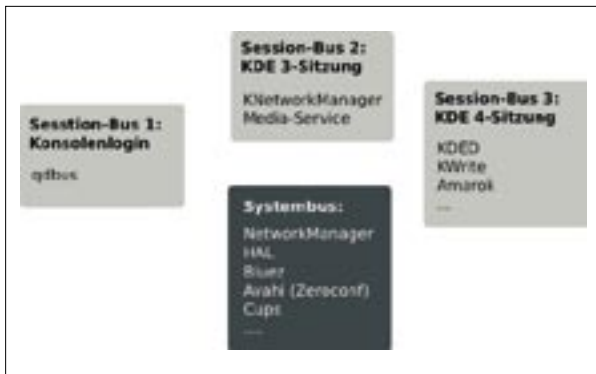 Sesstion-Bus 1:
Konsolenlogin
qdbus
Session-Bus 2:
KDE 3-Sitzung
KNetworkManager
Media-Service
Session-Bus 3:
KDE 4-Sitzung
KDED
KWrite
Amarok
...
Systembus:
NetworkManager
HAL
Bluez
Avahi (Zeroconf)
Cups
....